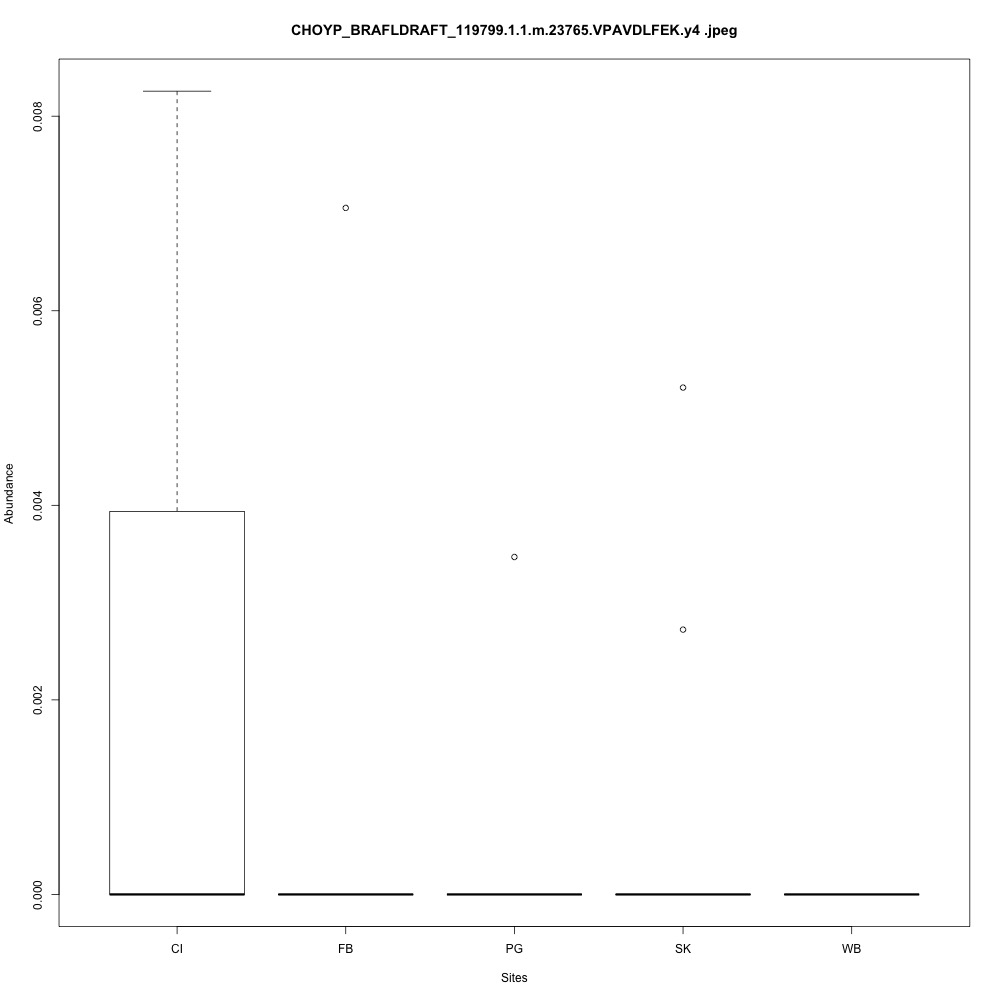 CHOYP_BRAFLDRAFT_119799.1.1.m.23765.VPAVDLFEK.y4 .jpeg
Abundance
0.008
0.006
0.004
0.002
0.000
CI FB PG SK WB
Sites